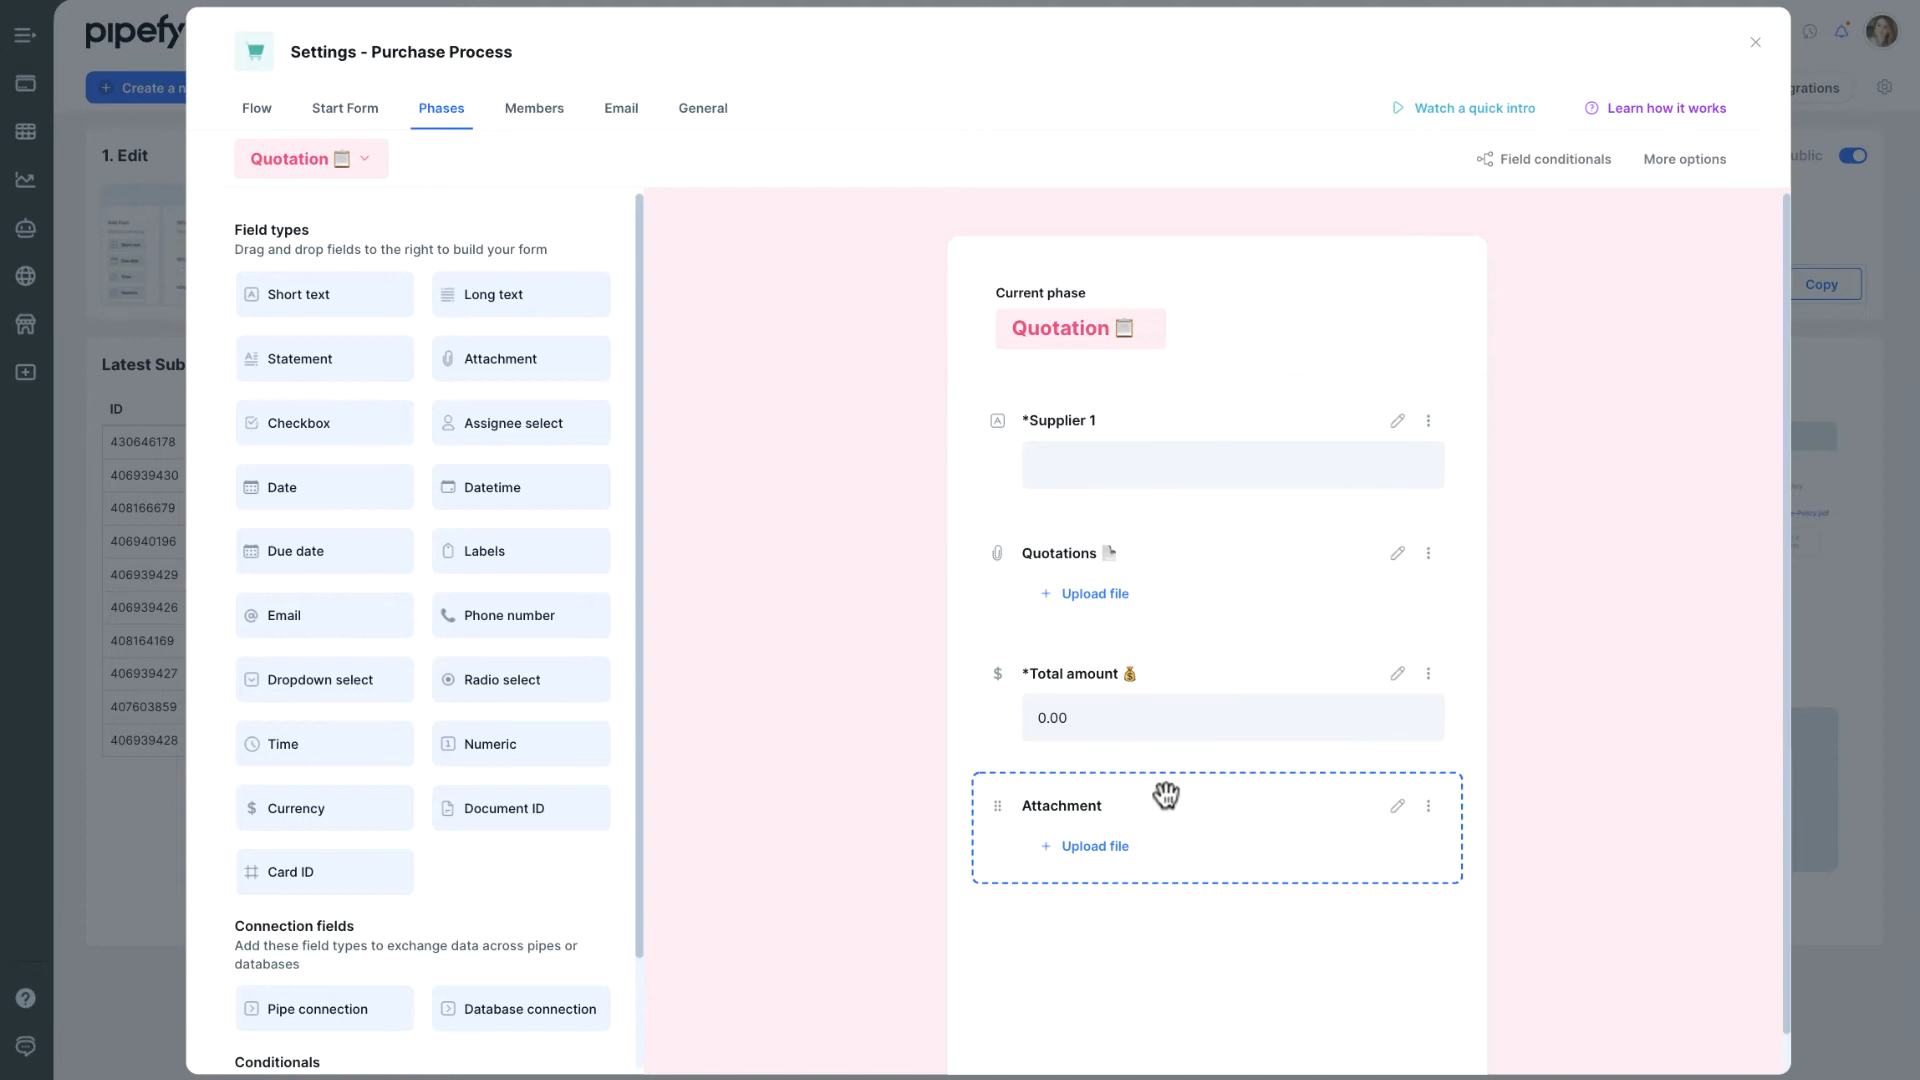 pipefy
Settings - Purchase Process
Create a n
Flow
Start Form
Phases
Members
Email
General
Watch a quick intro
Learn how it works
grations
1. Edit
Quotation
Field conditionals
More options
ublic
Field types
Drag and drop fields to the right to build your form
Short text
Long text
Statement
Attachment
Checkbox
Assignee select
Date
Datetime
Due date
Labels
Email
Phone number
Dropdown select
Radio select
Time
Numeric
Currency
Document ID
Card ID
Connection fields
Add these field types to exchange data across pipes or
databases
Pipe connection
Database connection
Conditionals
Current phase
Quotation
*Supplier 1
Quotations
+ Upload file
*Total amount
0.00
Attachment
+ Upload file
Copy
Latest Sub
ID
430646178
406939430
408166679
406940196
406939429
406939426
408164169
406939427
407603859
406939428